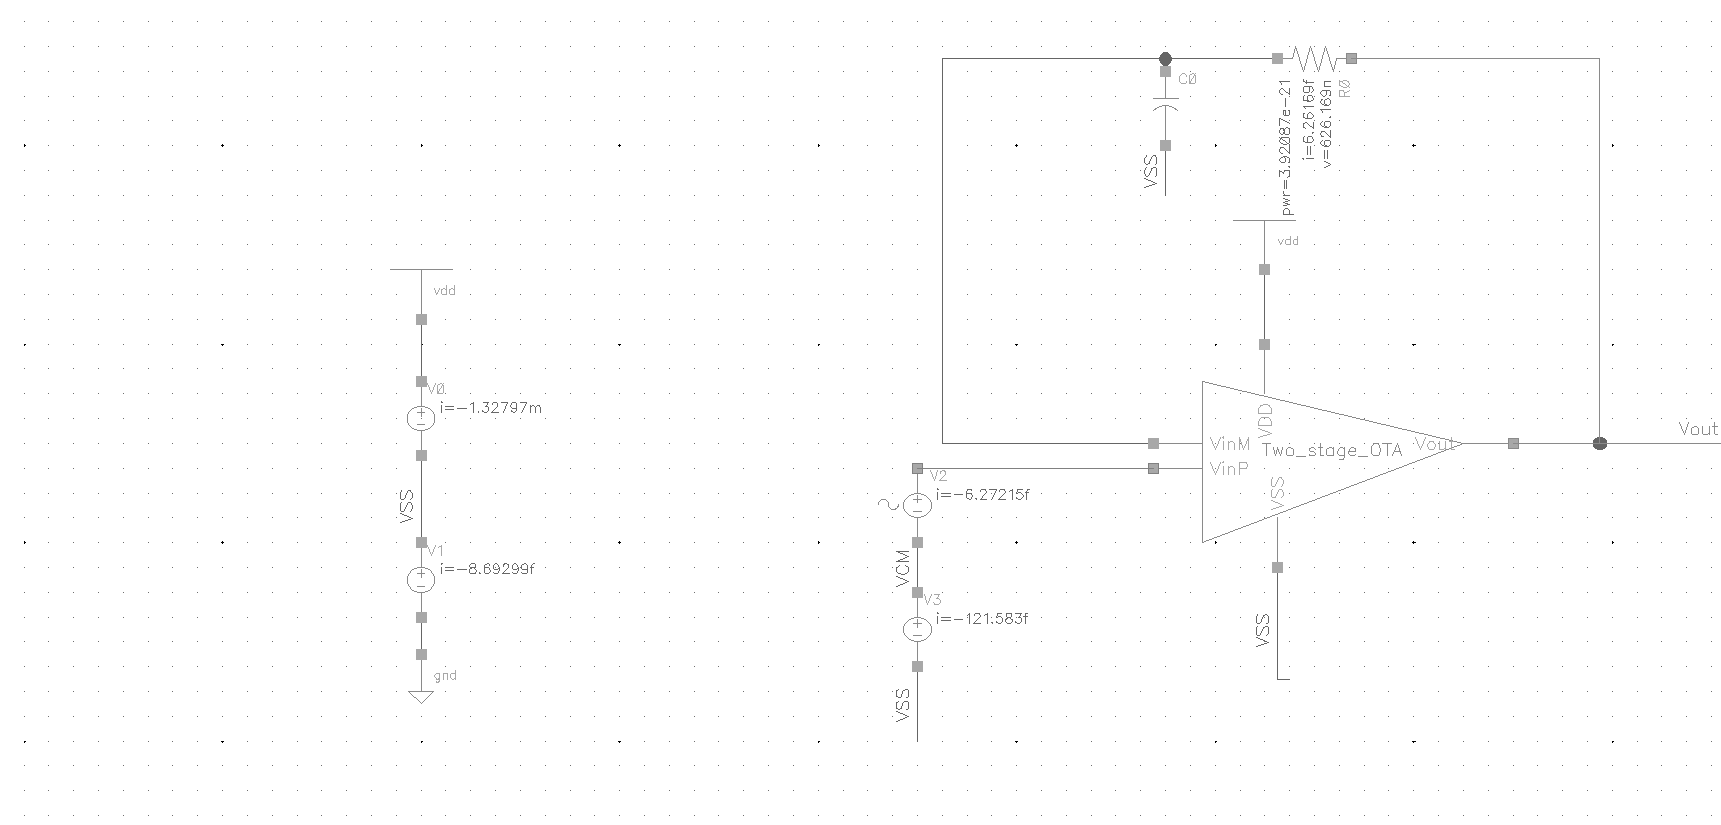 vdd
V0
i=-1.32797m
VSS
V1
i=-8.69299f
gnd
C0
VSS
pwr=3.92087e-21
i=6.26169f
v=626.169n
R0
vdd
VDD
VinM
Two_stage_OTA
Vout
VinP
VSS
VSS
Vout
V2
i=-6.27215f
VCM
V3
i=-121.583f
VSS